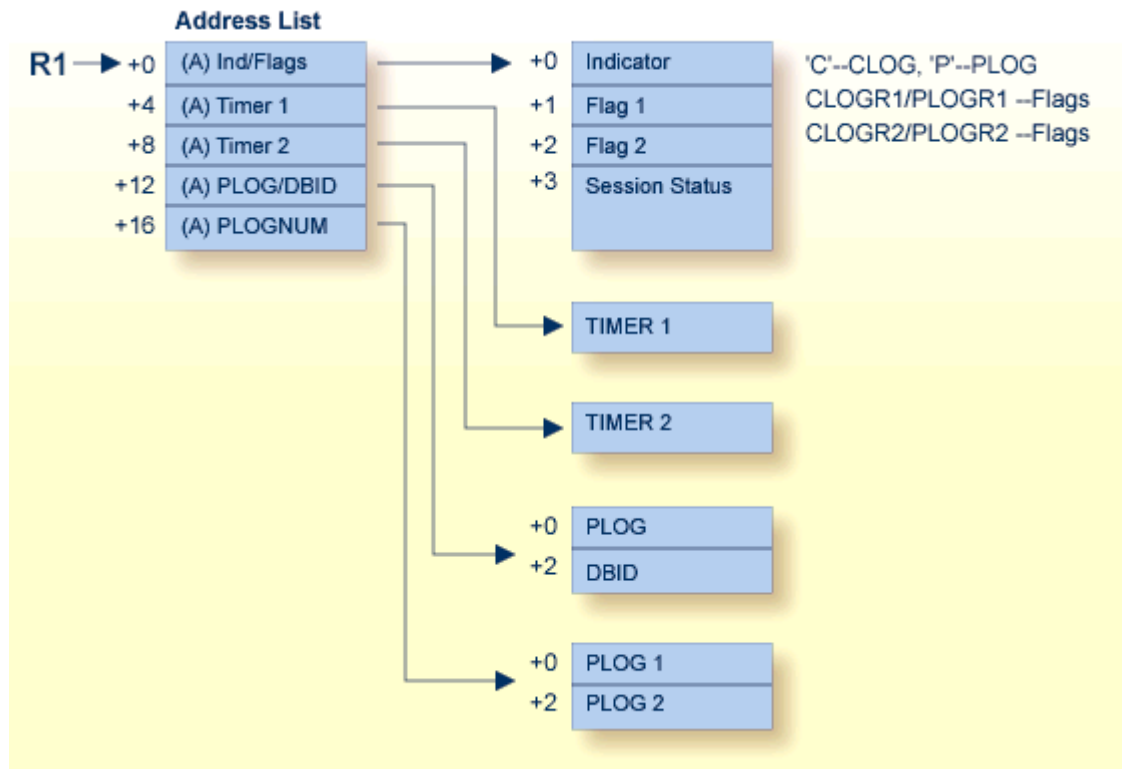 Address List
R1 +0 (A) Ind/Flags +0 Indicator 'C'--CLOG, 'P'--PLOG
+4 (A) Timer 1 +1 Flag 1 CLOGR1/PLOGR1 --Flags
+8 (A) Timer 2 +2 Flag 2 CLOGR2/PLOGR2 --Flags
+12 (A) PLOG/DBID +3 Session Status
+16 (A) PLOGNUM
TIMER 1
TIMER 2
+0 PLOG
+2 DBID
+0 PLOG 1
+2 PLOG 2